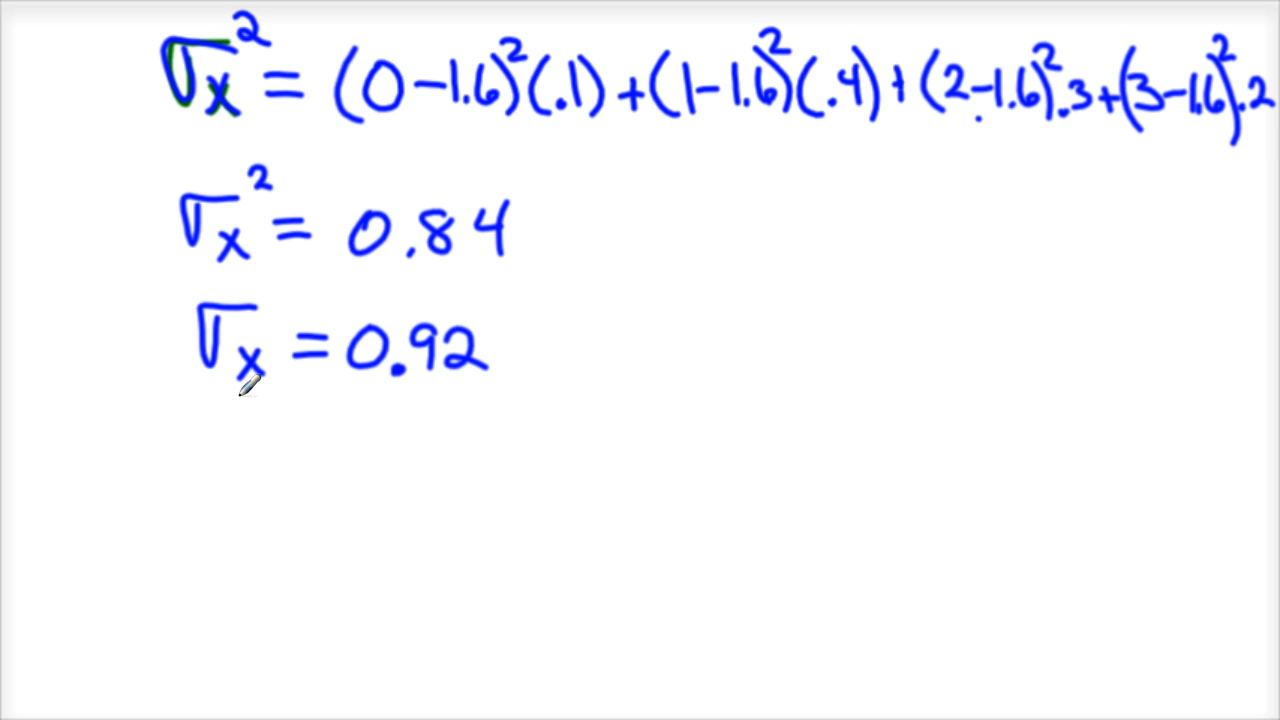 σx² = (0-1.6)²(.1) + (1-1.6)²(.4) + (2-1.6)².3 + (3-1.6)².2
σx² = 0.84
σx = 0.92